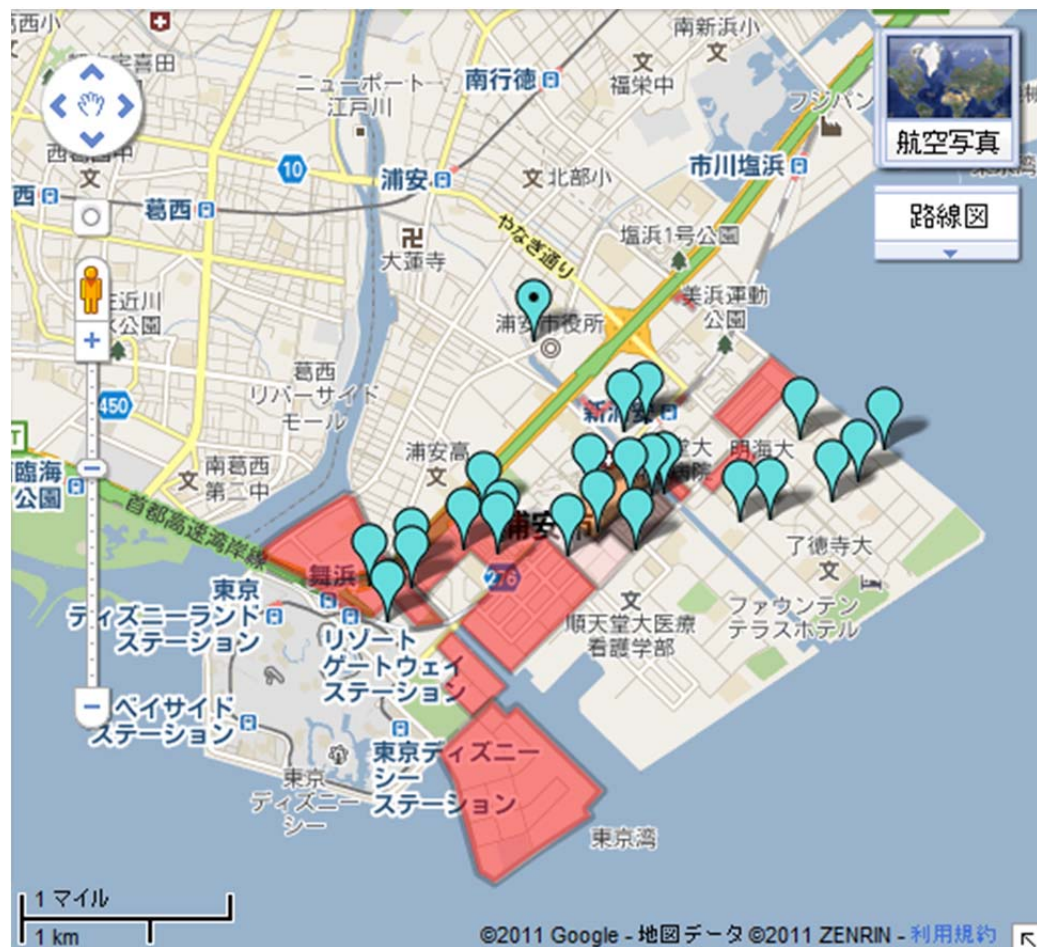 葛西小
南新浜小
南行徳
福栄中
ニューポート
江戸川
フジパン
航空写真
10
浦安
北部小
市川塩浜
葛西
西
路線図
大蓮寺
やなぎ通り
塩浜1号公園
美浜運動
公園
浦安市役所
葛西
リバーサイド
モール
450
新浦安
浦安高
明海大
南葛西
第二中
臨海
公園
首都高速湾岸線
浦安市
了徳寺大
276
舞浜
東京
ディズニーランド
ステーション
リゾート
ゲートウェイ
ステーション
順天堂大医療
看護学部
ファウンテン
テラスホテル
ベイサイド
ステーション
東京ディズニー
シー
ステーション
東京
ディズニー
シー
東京湾
1 マイル
1 km
©2011 Google - 地図データ ©2011 ZENRIN - 利用規約